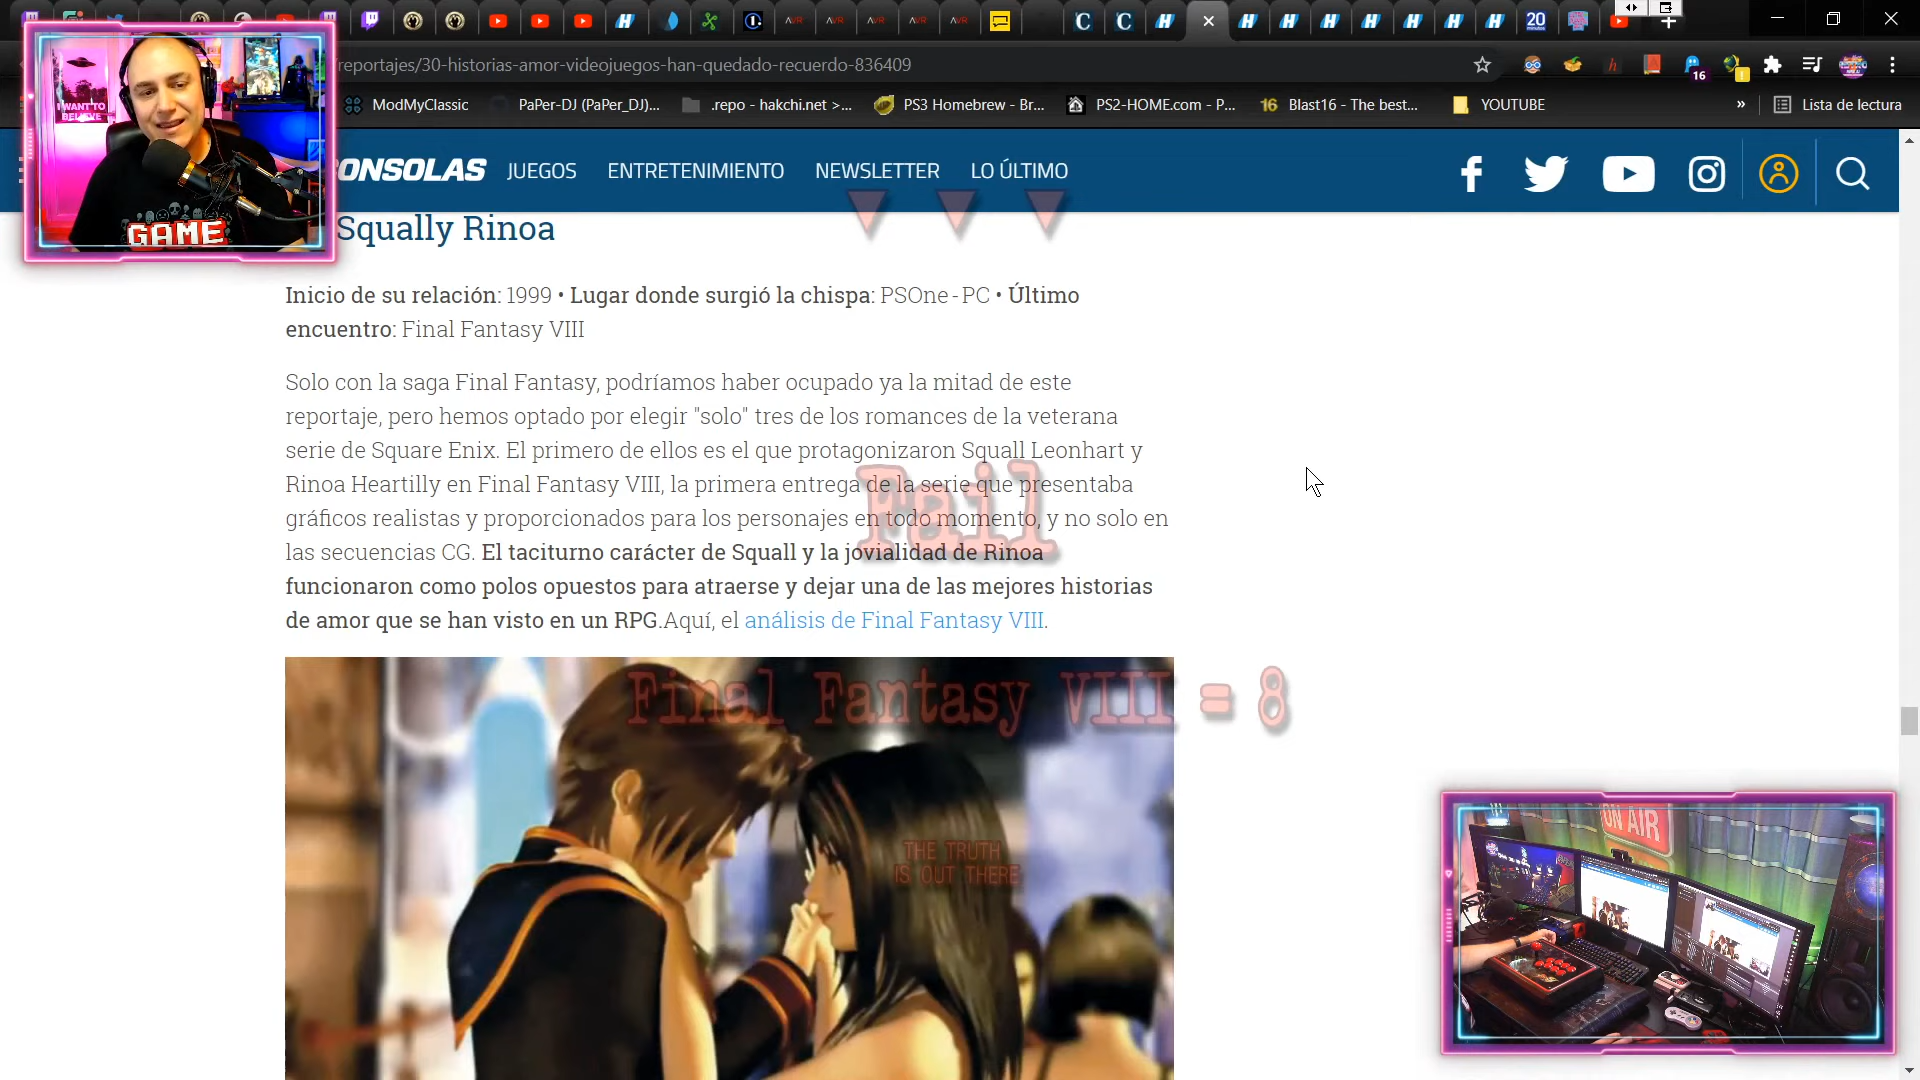 /reportajes/30-historias-amor-videojuegos-han-quedado-recuerdo-836409
16
ModMyClassic
PaPer-DJ (PaPer_DJ)...
.repo - hakchi.net >...
PS3 Homebrew - Br...
PS2-HOME.com - P...
Blast16 - The best...
YOUTUBE
»
Lista de lectura
I WANT TO
BELIEVE
GAME
ONSOLAS
JUEGOS
ENTRETENIMIENTO
NEWSLETTER
LO ÚLTIMO
Squally Rinoa
Inicio de su relación: 1999 • Lugar donde surgió la chispa: PSOne - PC • Último
encuentro: Final Fantasy VIII
Solo con la saga Final Fantasy, podríamos haber ocupado ya la mitad de este
reportaje, pero hemos optado por elegir "solo" tres de los romances de la veterana
serie de Square Enix. El primero de ellos es el que protagonizaron Squall Leonhart y
Rinoa Heartilly en Final Fantasy VIII, la primera entrega de la serie que presentaba
gráficos realistas y proporcionados para los personajes en todo momento, y no solo en
las secuencias CG. El taciturno carácter de Squall y la jovialidad de Rinoa
funcionaron como polos opuestos para atraerse y dejar una de las mejores historias
de amor que se han visto en un RPG.Aquí, el análisis de Final Fantasy VIII.
Fail
Final Fantasy VIII = 8
THE TRUTH
IS OUT THERE
ON AIR